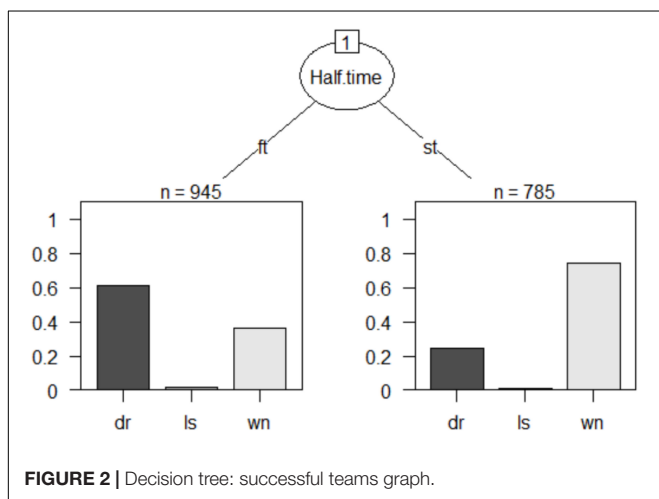 1
Half.time
ft
st
n = 945
n = 785
1
0.8
0.6
0.4
0.2
0
dr
ls
wn
1
0.8
0.6
0.4
0.2
0
dr
ls
wn
FIGURE 2 | Decision tree: successful teams graph.